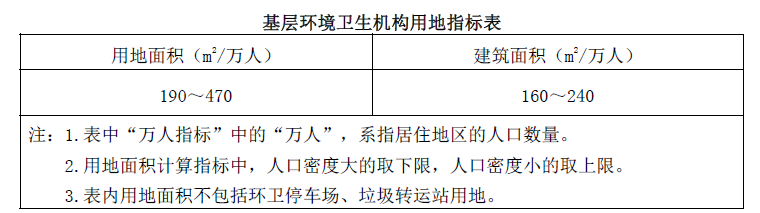 基层环境卫生机构用地指标表
用地面积（m²/万人） 建筑面积（m²/万人）
190～470 160～240
注：1.表中“万人指标”中的“万人”，系指居住地区的人口数量。
2.用地面积计算指标中，人口密度大的取下限，人口密度小的取上限。
3.表内用地面积不包括环卫停车场、垃圾转运站用地。